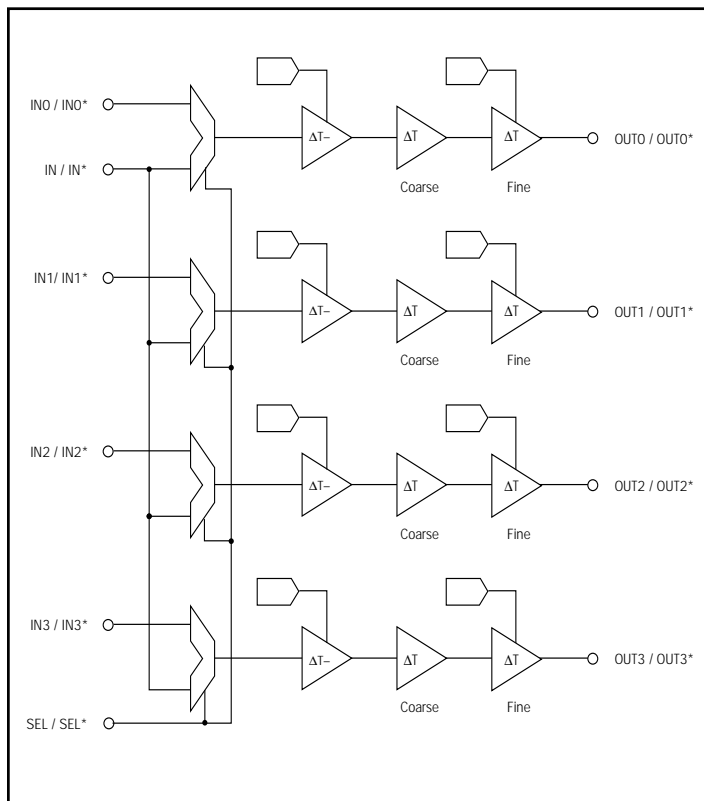 IN0 / IN0*
IN / IN*
ΔT–
ΔT
ΔT
OUT0 / OUT0*
Coarse
Fine
IN1/ IN1*
ΔT–
ΔT
ΔT
OUT1 / OUT1*
Coarse
Fine
IN2 / IN2*
ΔT–
ΔT
ΔT
OUT2 / OUT2*
Coarse
Fine
IN3 / IN3*
ΔT–
ΔT
ΔT
OUT3 / OUT3*
Coarse
Fine
SEL / SEL*